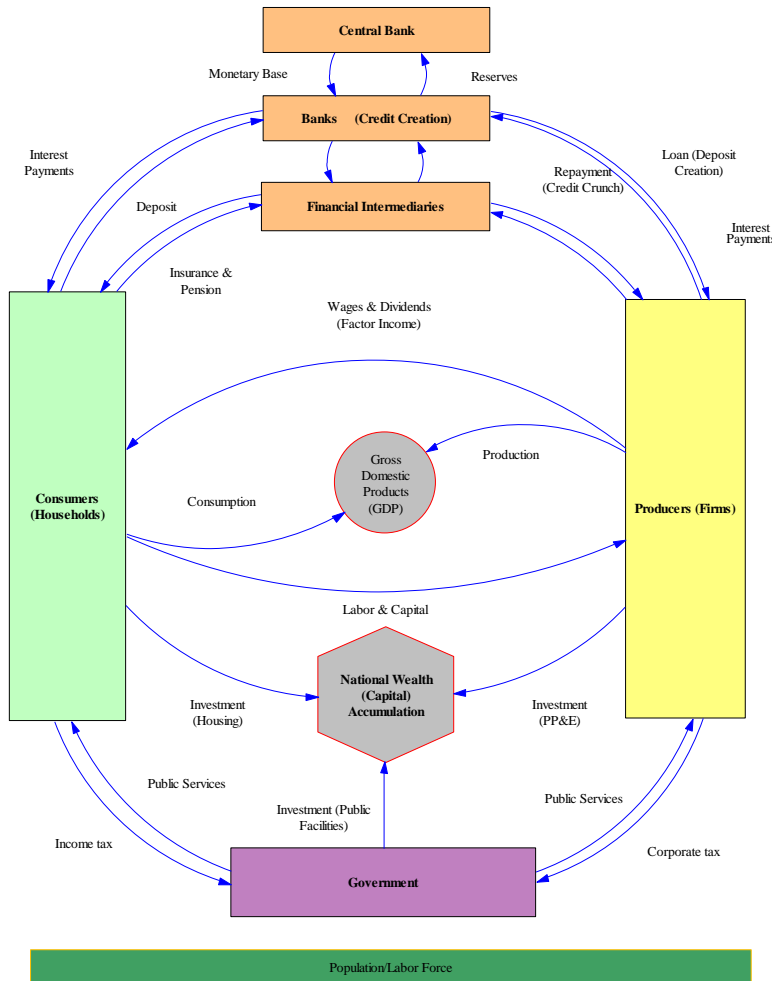 Central Bank
Monetary Base
Reserves
Banks (Credit Creation)
Interest
Payments
Loan (Deposit
Creation)
Repayment
(Credit Crunch)
Deposit
Financial Intermediaries
Interest
Payments
Insurance &
Pension
Wages & Dividends
(Factor Income)
Gross
Domestic
Products
(GDP)
Production
Consumption
Consumers
(Households)
Producers (Firms)
Labor & Capital
National Wealth
(Capital)
Accumulation
Investment
(Housing)
Investment
(PP&E)
Public Services
Investment (Public
Facilities)
Public Services
Income tax
Corporate tax
Government
Population/Labor Force